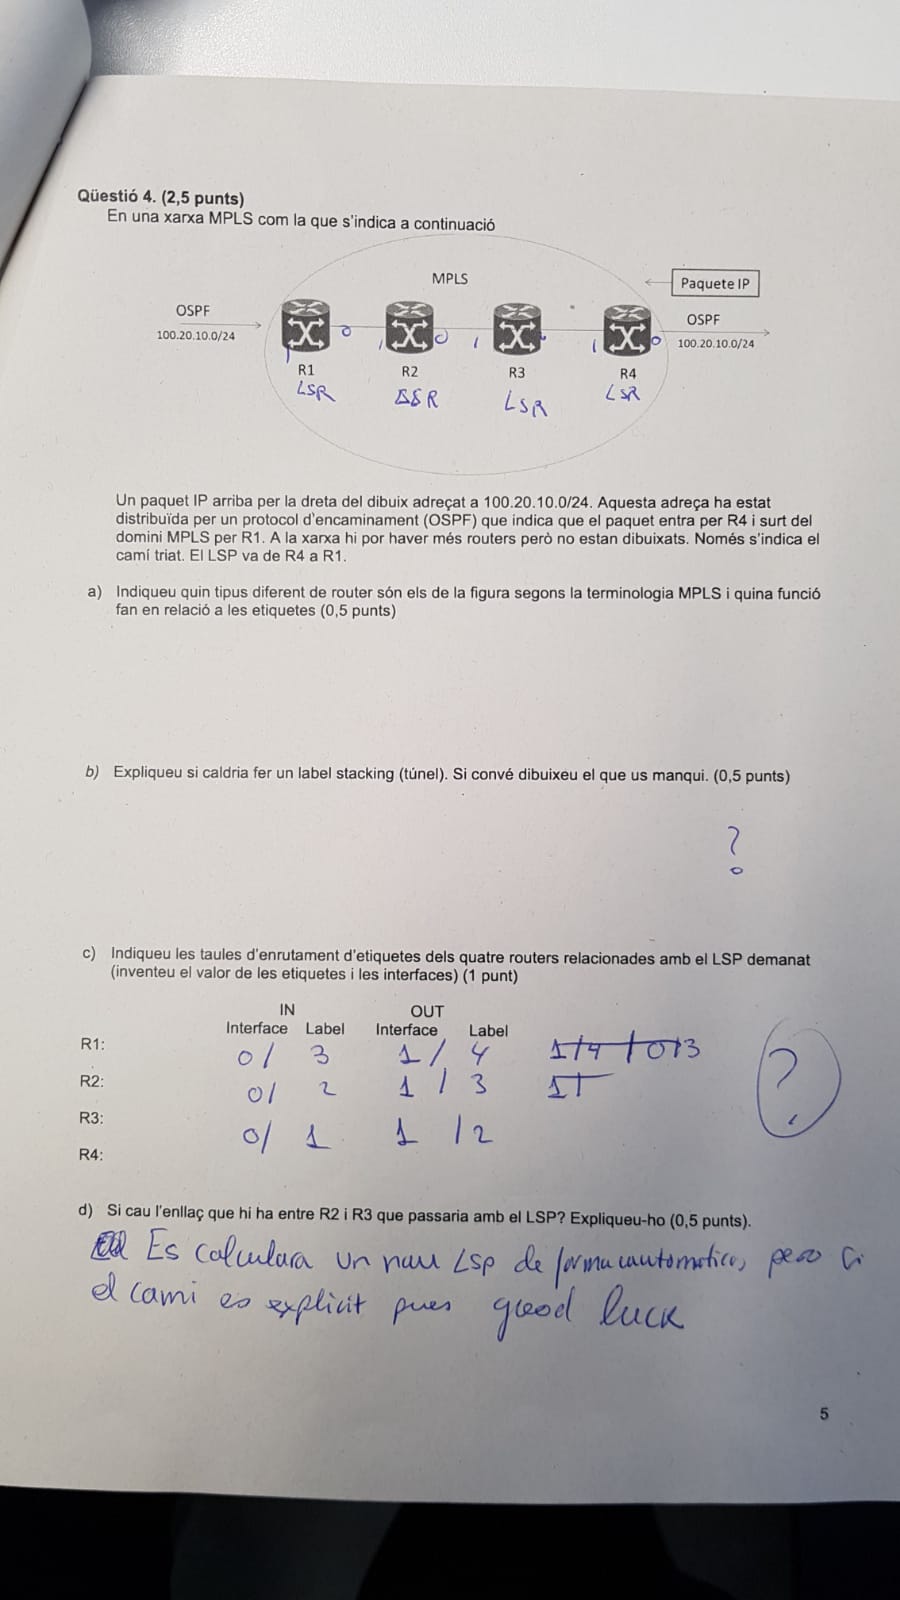 Qüestió 4. (2,5 punts)
En una xarxa MPLS com la que s'indica a continuació
MPLS
Paquete IP
OSPF
OSPF
100.20.10.0/24
100.20.10.0/24
1 0 1 0 1 1 0
R1 R2 R3 R4
LSR LSR LSR
Un paquet IP arriba per la dreta del dibuix adreçat a 100.20.10.0/24. Aquesta adreça ha estat
distribuïda per un protocol d'encaminament (OSPF) que indica que el paquet entra per R4 i surt del
domini MPLS per R1. A la xarxa hi por haver més routers però no estan dibuixats. Només s'indica el
camí triat. El LSP va de R4 a R1.
a) Indiqueu quin tipus diferent de router són els de la figura segons la terminologia MPLS i quina funció
fan en relació a les etiquetes (0,5 punts)
b) Expliqueu si caldria fer un label stacking (túnel). Si convé dibuixeu el que us manqui. (0,5 punts)
?
c) Indiqueu les taules d'enrutament d'etiquetes dels quatre routers relacionades amb el LSP demanat
(inventeu el valor de les etiquetes i les interfaces) (1 punt)
IN OUT
Interface Label Interface Label
R1:
0/ 3 1/ 4
R2:
0/ 2 1 / 3
R3:
0/ 1 1 / 2
R4:
?
d) Si cau l'enllaç que hi ha entre R2 i R3 que passaria amb el LSP? Expliqueu-ho (0,5 punts).
Es calculara un nau LSP de forma automatica, pero si
el cami es explicit pues good luck
5